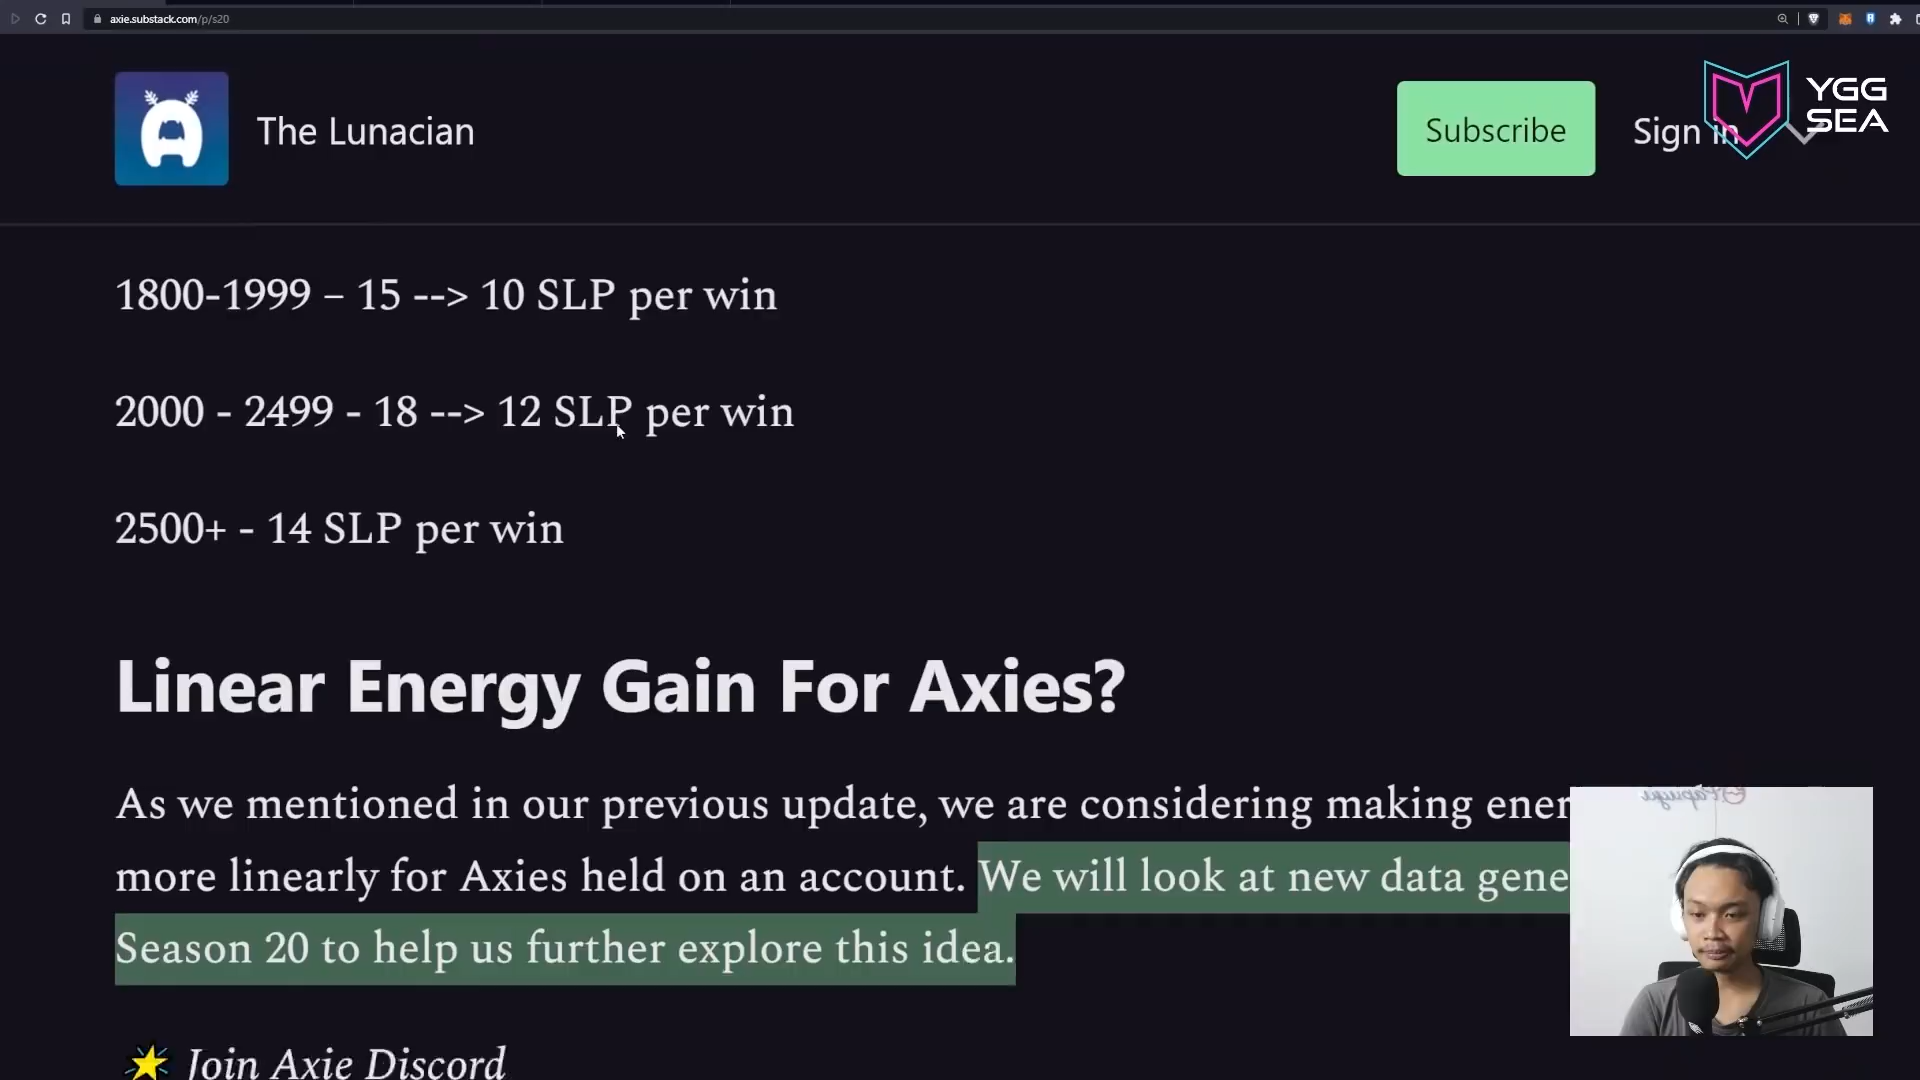 axie.substack.com/p/s20
The Lunacian
Subscribe
Sign in
YGG
SEA
1800-1999 – 15 --> 10 SLP per win
2000 - 2499 - 18 --> 12 SLP per win
2500+ - 14 SLP per win
Linear Energy Gain For Axies?
As we mentioned in our previous update, we are considering making ener
more linearly for Axies held on an account. We will look at new data gene
Season 20 to help us further explore this idea.
Join Axie Discord